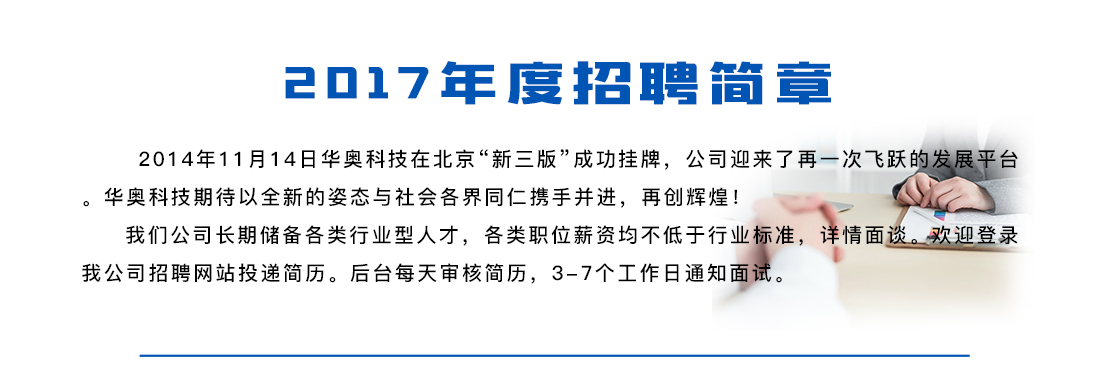 2017年度招聘简章
2014年11月14日华奥科技在北京“新三版”成功挂牌，公司迎来了再一次飞跃的发展平台
。华奥科技期待以全新的姿态与社会各界同仁携手并进，再创辉煌！
我们公司长期储备各类行业型人才，各类职位薪资均不低于行业标准，详情面谈。欢迎登录
我公司招聘网站投递简历。后台每天审核简历，3-7个工作日通知面试。